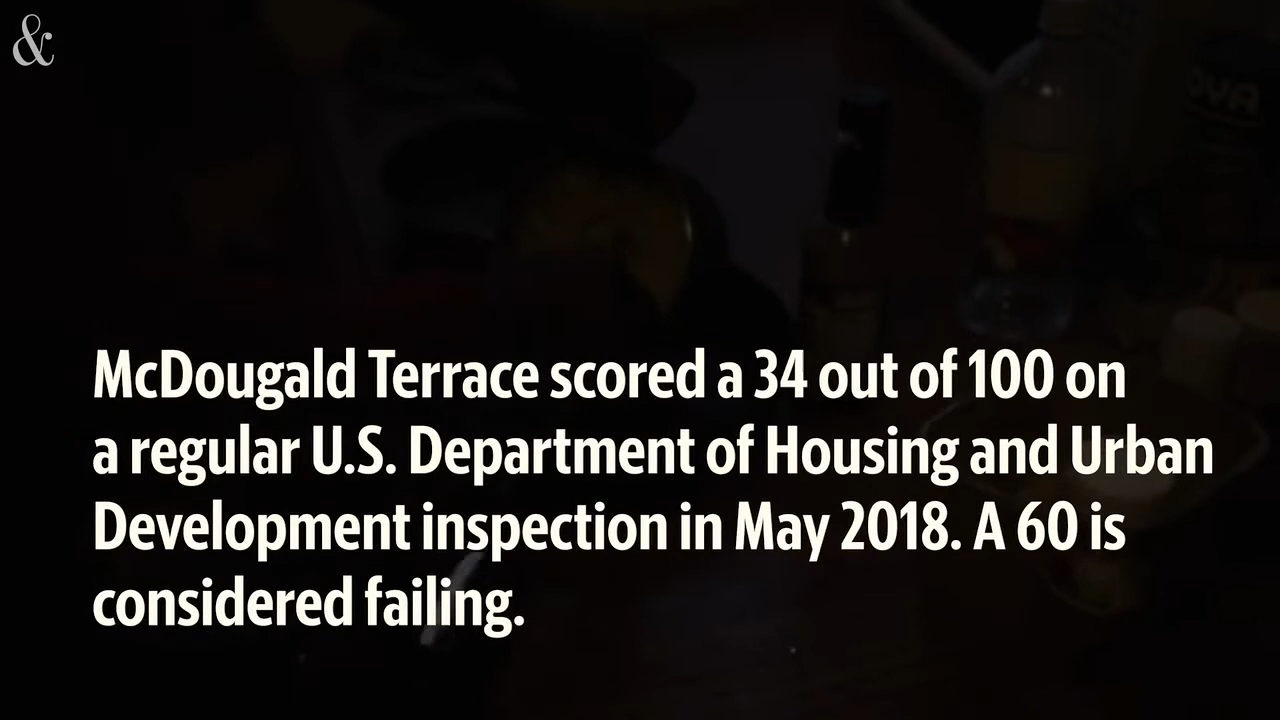 &
McDougald Terrace scored a 34 out of 100 on
a regular U.S. Department of Housing and Urban
Development inspection in May 2018. A 60 is
considered failing.